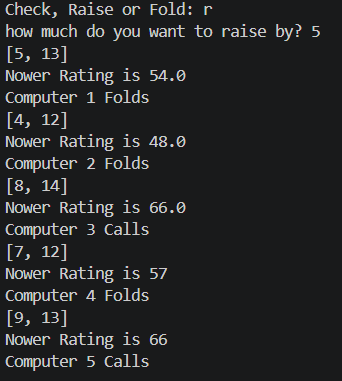 Check, Raise or Fold: r
how much do you want to raise by? 5
[5, 13]
Nower Rating is 54.0
Computer 1 Folds
[4, 12]
Nower Rating is 48.0
Computer 2 Folds
[8, 14]
Nower Rating is 66.0
Computer 3 Calls
[7, 12]
Nower Rating is 57
Computer 4 Folds
[9, 13]
Nower Rating is 66
Computer 5 Calls